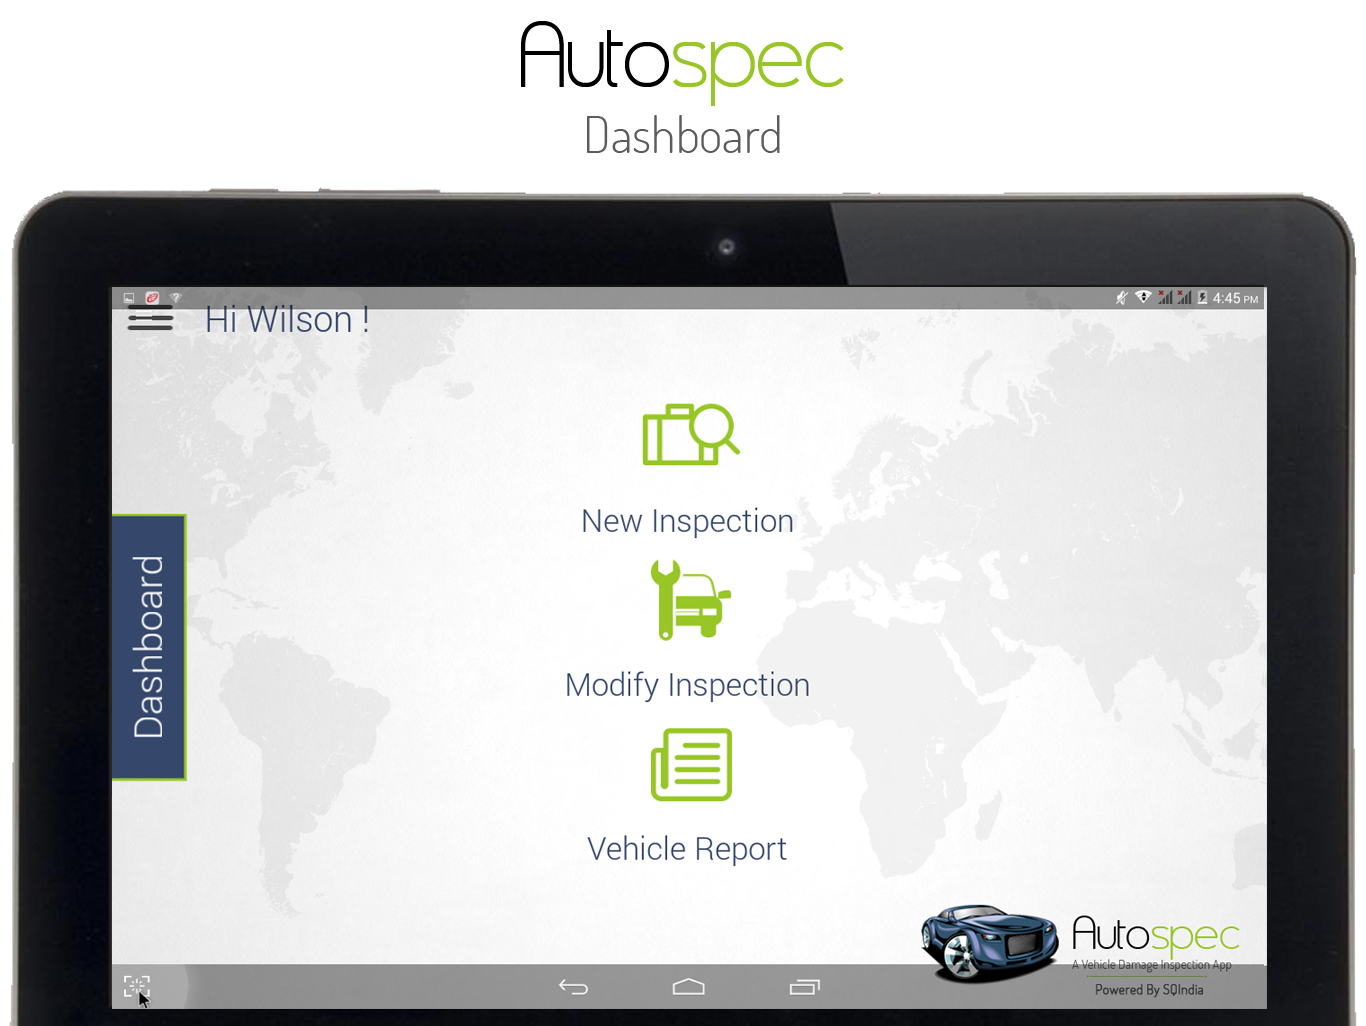 Autospec
Dashboard
4:45 PM
Hi Wilson !
New Inspection
Modify Inspection
Dashboard
Vehicle Report
Autospec
A Vehicle Damage Inspection App
Powered By SQIndia